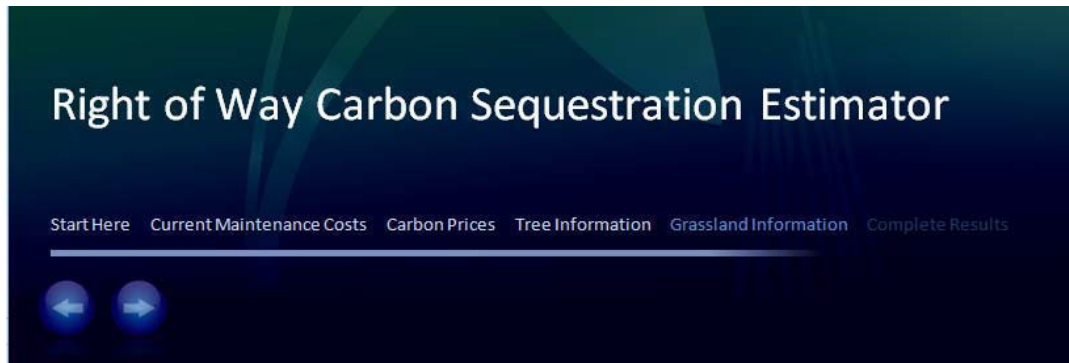 Right of Way Carbon Sequestration Estimator
Start Here Current Maintenance Costs Carbon Prices Tree Information Grassland Information Complete Results